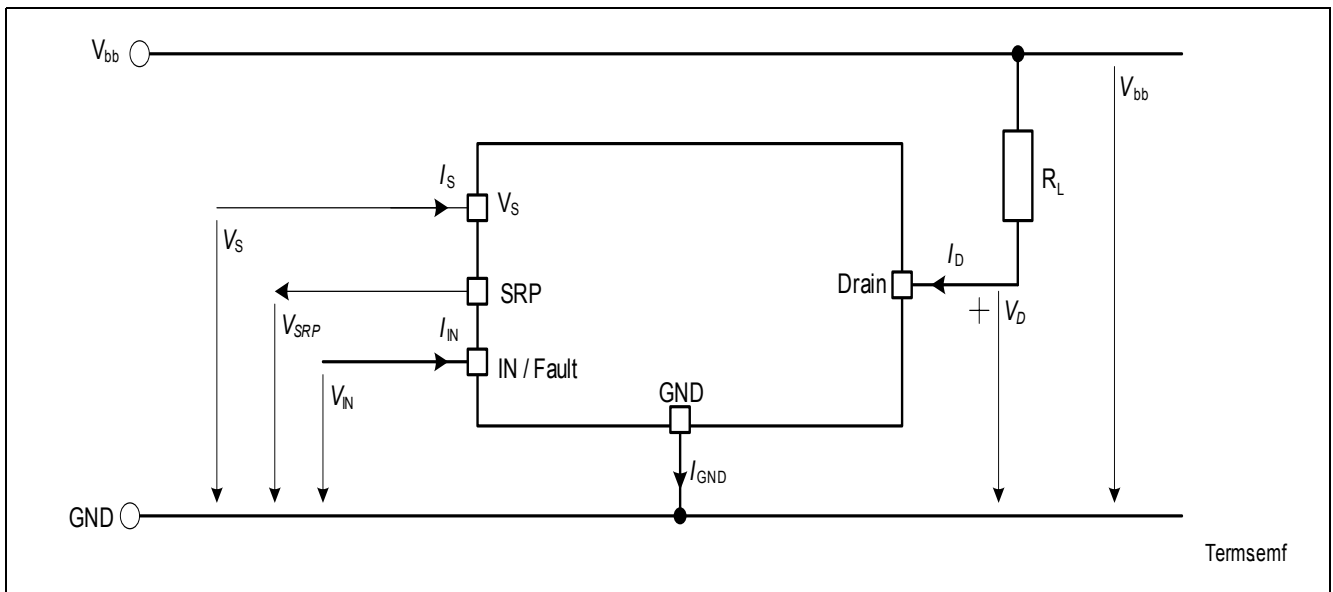 Vbb
Vbb
IS
VS
RL
VS
ID
Drain
SRP
+ VD
VSRP
IIN
IN / Fault
GND
VIN
IGND
GND
Termsemf